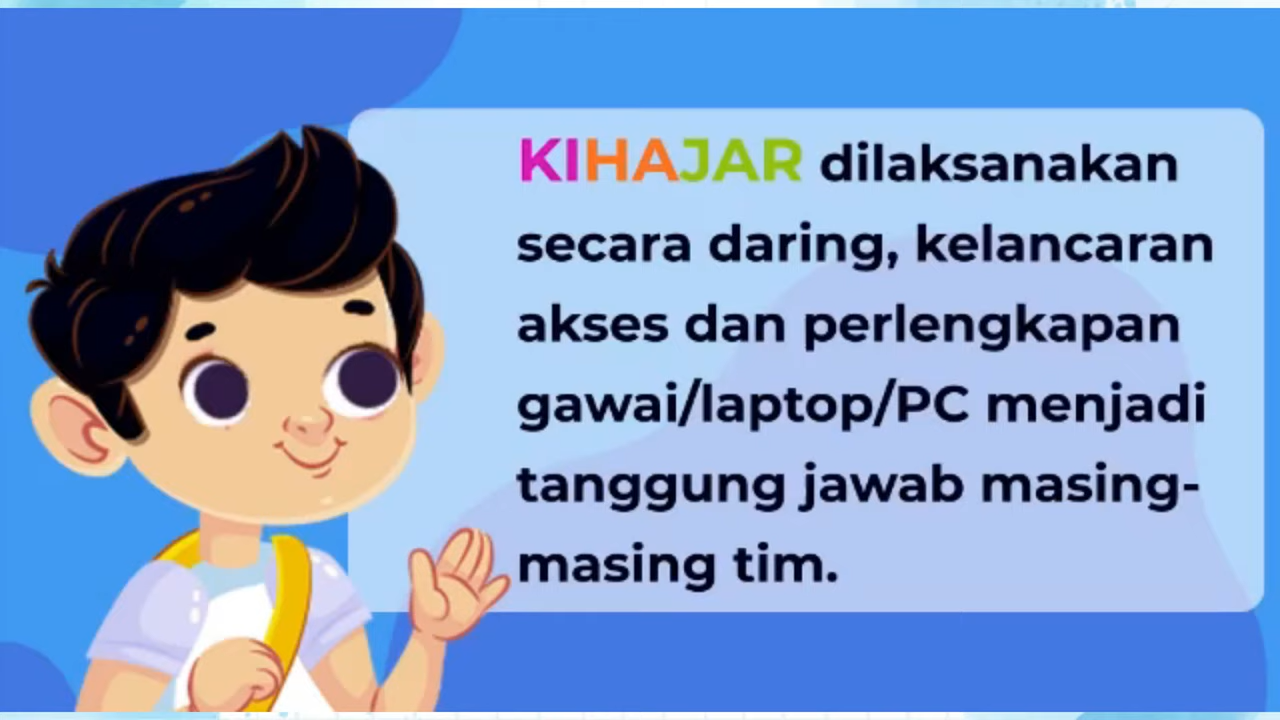 KIHAJAR dilaksanakan
secara daring, kelancaran
akses dan perlengkapan
gawai/laptop/PC menjadi
tanggung jawab masing-
masing tim.